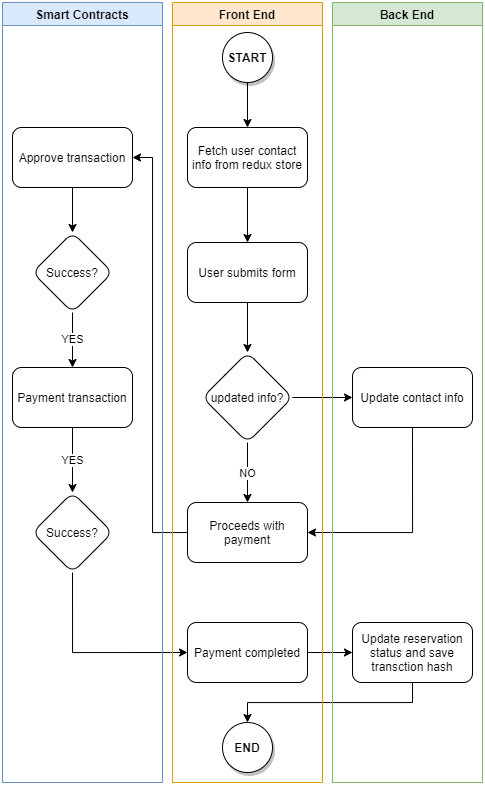 Smart Contracts
Front End
Back End
START
Fetch user contact
info from redux store
Approve transaction
User submits form
Success?
YES
Payment transaction
updated info?
Update contact info
YES
NO
Success?
Proceeds with
payment
Payment completed
Update reservation
status and save
transction hash
END